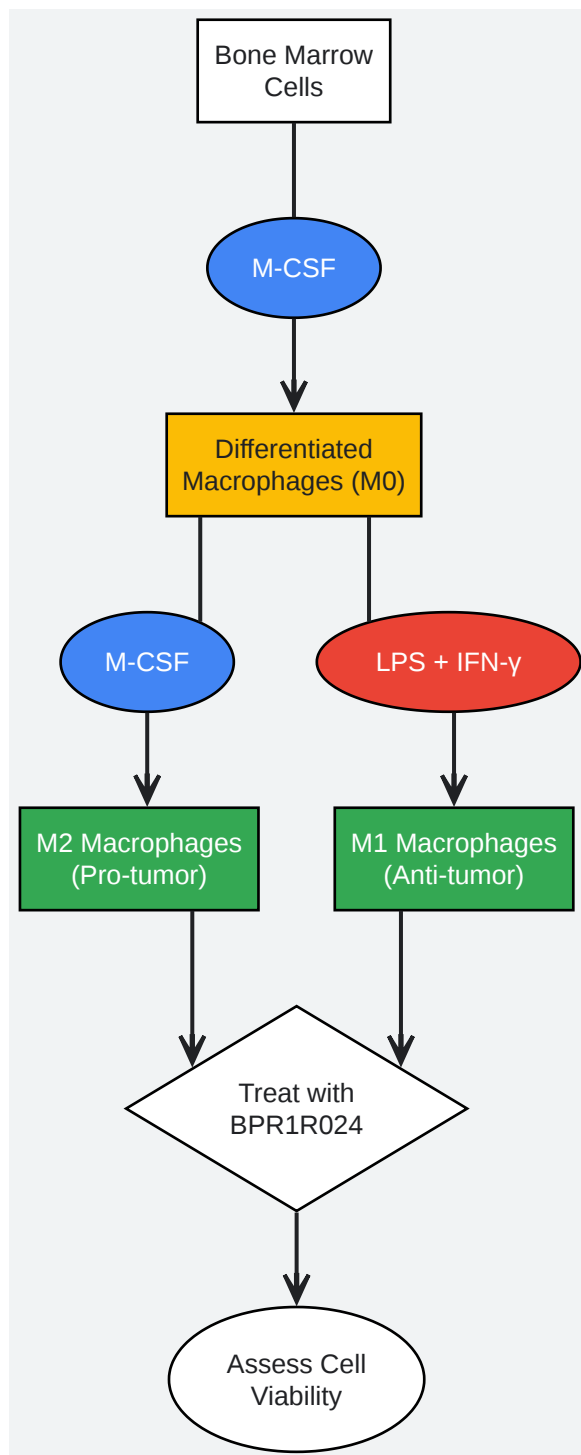 Bone Marrow
Cells
M-CSF
Differentiated
Macrophages (M0)
M-CSF
LPS + IFN-γ
M2 Macrophages
(Pro-tumor)
M1 Macrophages
(Anti-tumor)
Treat with
BPR1R024
Assess Cell
Viability